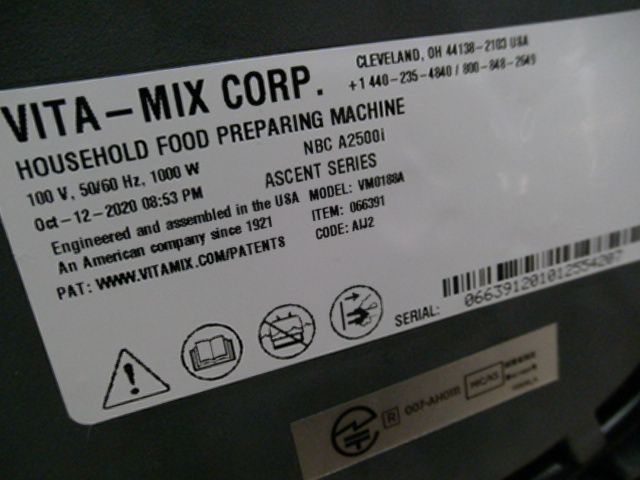 VITA-MIX CORP.
CLEVELAND, OH 44138-2103 USA
+1 440-235-4840 / 800-848-2649
HOUSEHOLD FOOD PREPARING MACHINE
100 V, 50/60 Hz, 1000 W
NBC A2500i
Oct-12-2020 08:53 PM
ASCENT SERIES
Engineered and assembled in the USA
MODEL: VM0188A
An American company since 1921
ITEM: 066391
PAT: WWW.VITAMIX.COM/PATENTS
CODE: AIJ2
SERIAL:
066391201012554207
R 007-AH0111